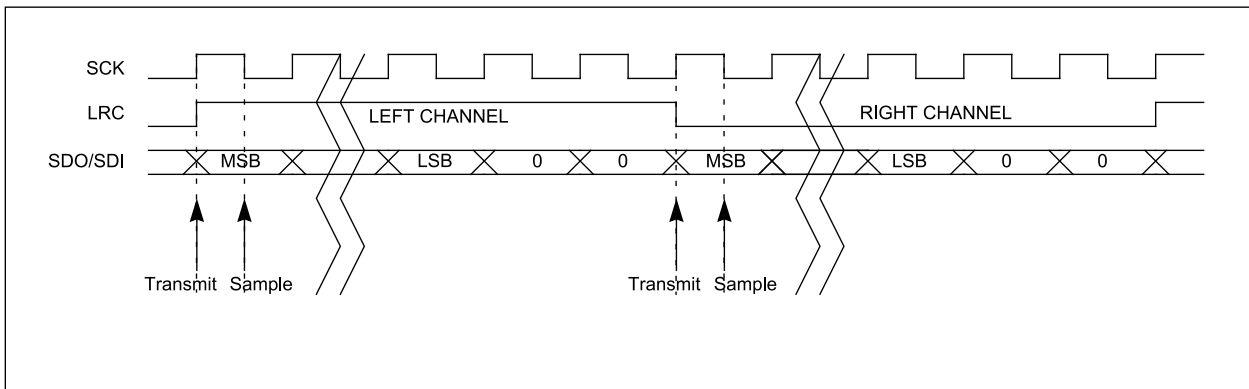 SCK
LRC LEFT CHANNEL RIGHT CHANNEL
SDO/SDI MSB LSB 0 0 MSB LSB 0 0
Transmit Sample Transmit Sample